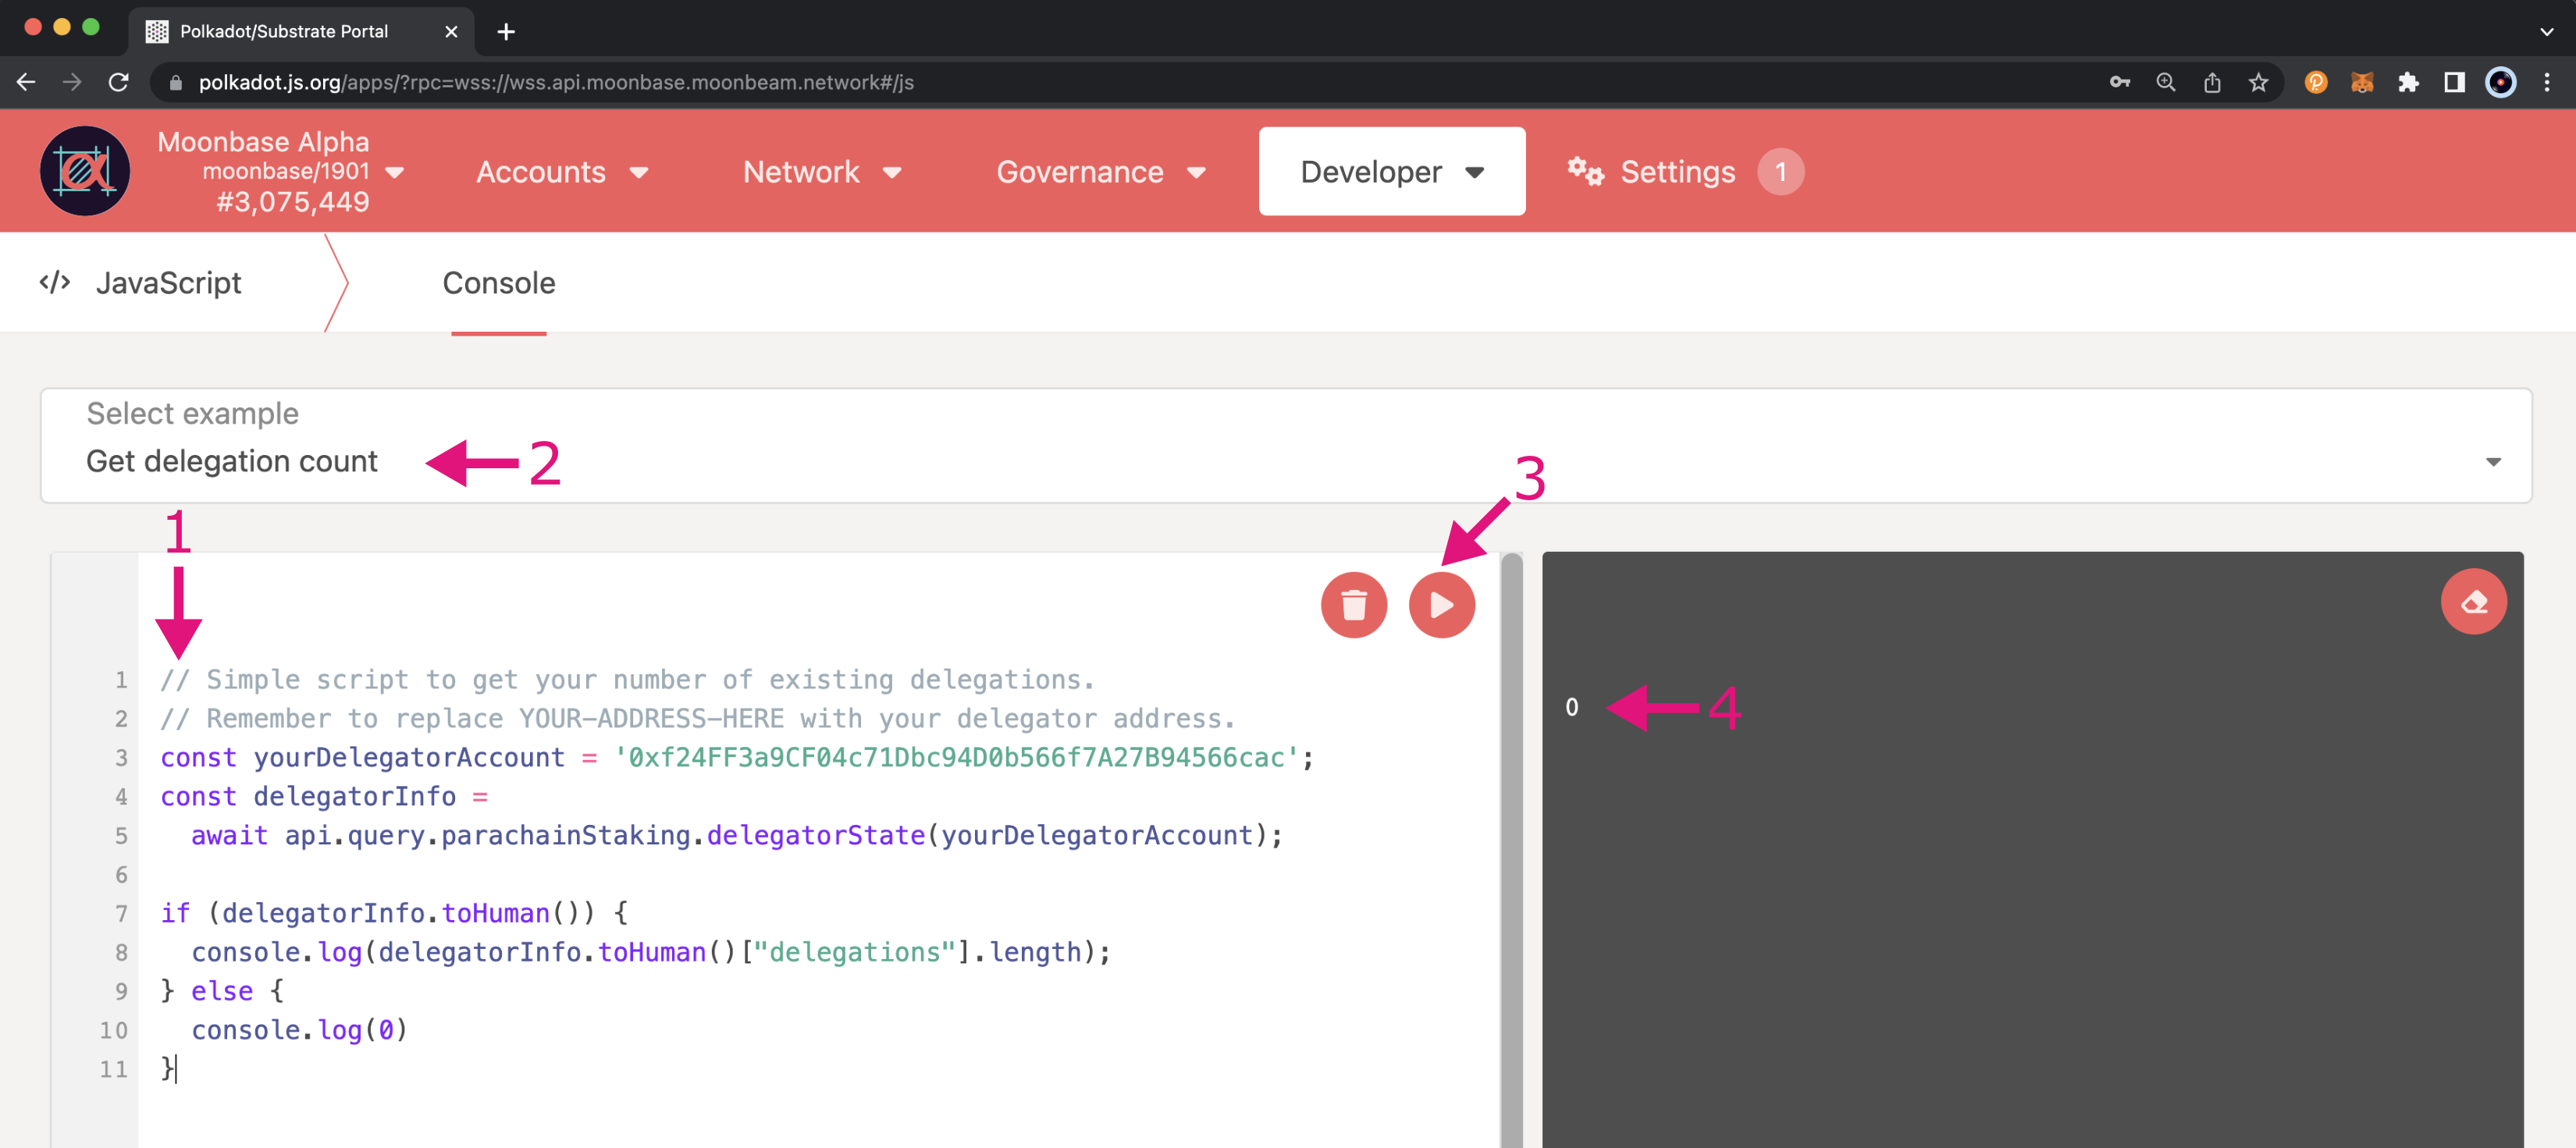 Polkadot/Substrate Portal
polkadot.js.org/apps/?rpc=wss://wss.api.moonbase.moonbeam.network#/js
Moonbase Alpha
moonbase/1901
#3,075,449
Accounts
Network
Governance
Developer
Settings
1
</> JavaScript
Console
Select example
Get delegation count
2
1
3
1 // Simple script to get your number of existing delegations.
2 // Remember to replace YOUR-ADDRESS-HERE with your delegator address.
3 const yourDelegatorAccount = '0xf24FF3a9CF04c71Dbc94D0b566f7A27B94566cac';
4 const delegatorInfo =
5   await api.query.parachainStaking.delegatorState(yourDelegatorAccount);
6
7 if (delegatorInfo.toHuman()) {
8   console.log(delegatorInfo.toHuman()["delegations"].length);
9 } else {
10   console.log(0)
11 }
0
4